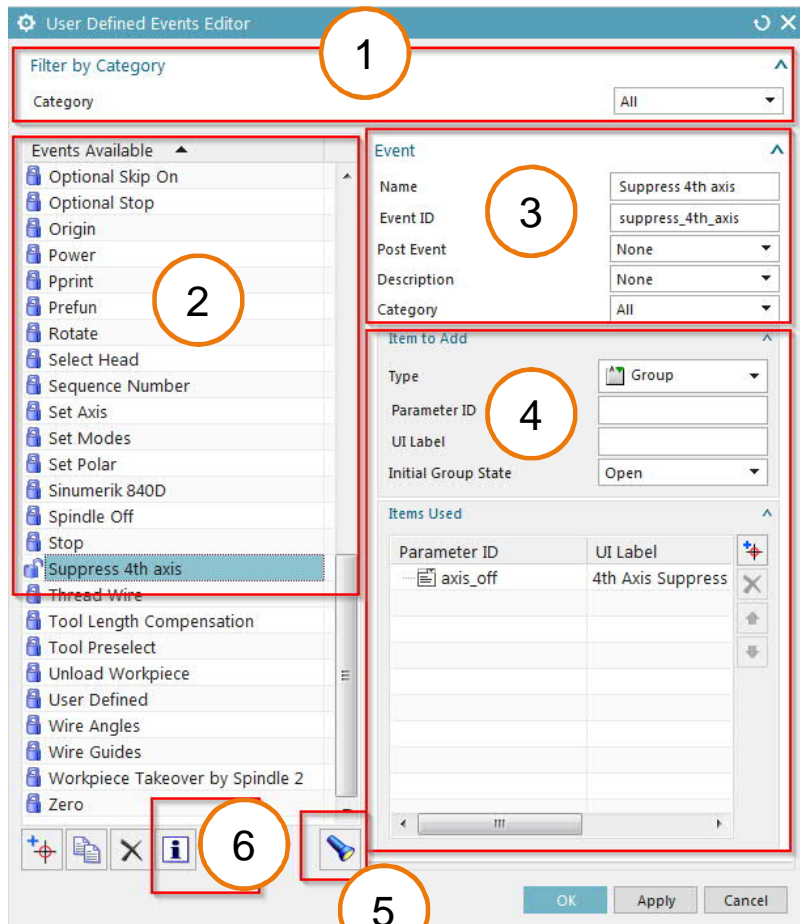 User Defined Events Editor
1
Filter by Category
Category All
Events Available
Optional Skip On
Optional Stop
Origin
Power
Pprint
Prefun
Rotate
Select Head
Sequence Number
Set Axis
Set Modes
Set Polar
Sinumerik 840D
Spindle Off
Stop
Suppress 4th axis
Thread Wire
Tool Length Compensation
Tool Preselect
Unload Workpiece
User Defined
Wire Angles
Wire Guides
Workpiece Takeover by Spindle 2
Zero
2
Event
Name Suppress 4th axis
Event ID suppress_4th_axis
Post Event None
Description None
Category All
3
Item to Add
Type Group
Parameter ID
UI Label
Initial Group State Open
4
Items Used
Parameter ID UI Label
axis_off 4th Axis Suppress
6
5
OK Apply Cancel